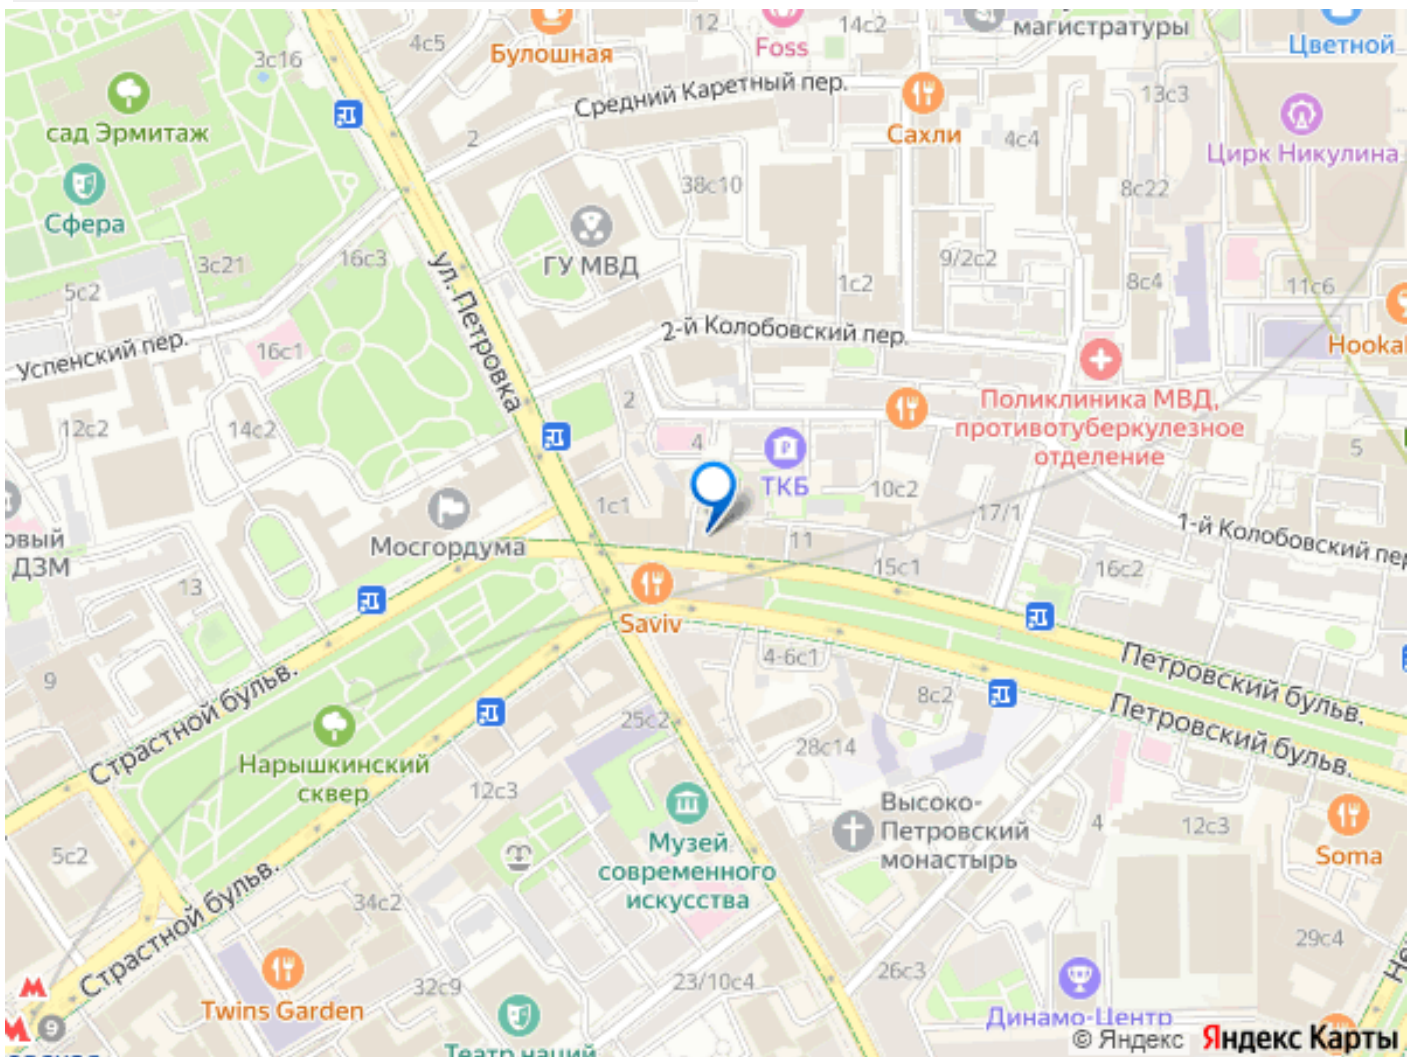 12
14с2
магистратуры
4с5
Булошная
Foss
Цветной
3с16
Средний Каретный пер.
13с3
сад Эрмитаж
2
Сахли
4с4
Цирк Никулина
38с10
8с22
Сфера
ГУ МВД
3с21
16с3
9/2с2
5с2
1с2
8с4
11с6
ул. Петровка
2-й Колобовский пер.
Успенский пер.
16с1
Hookal
Поликлиника МВД,
противотуберкулезное
отделение
2
12с2
14с2
4
5
ТКБ
10с2
1с1
17/1
1-й Колобовский пер
овый
ДЗМ
Мосгордума
11
15с1
16с2
13
Saviv
4-6с1
Петровский бульв.
9
8с2
Страстной бульв.
25с2
Петровский бульв.
28с14
Нарышкинский
сквер
12с3
Высоко-
Петровский
монастырь
4
12с3
Музей
современного
искусства
5с2
Soma
34с2
Страстной бульв.
29с4
26с3
32с9
23/10с4
Twins Garden
9
Динамо-Центр
Театр наций
© Яндекс Яндекс Карты